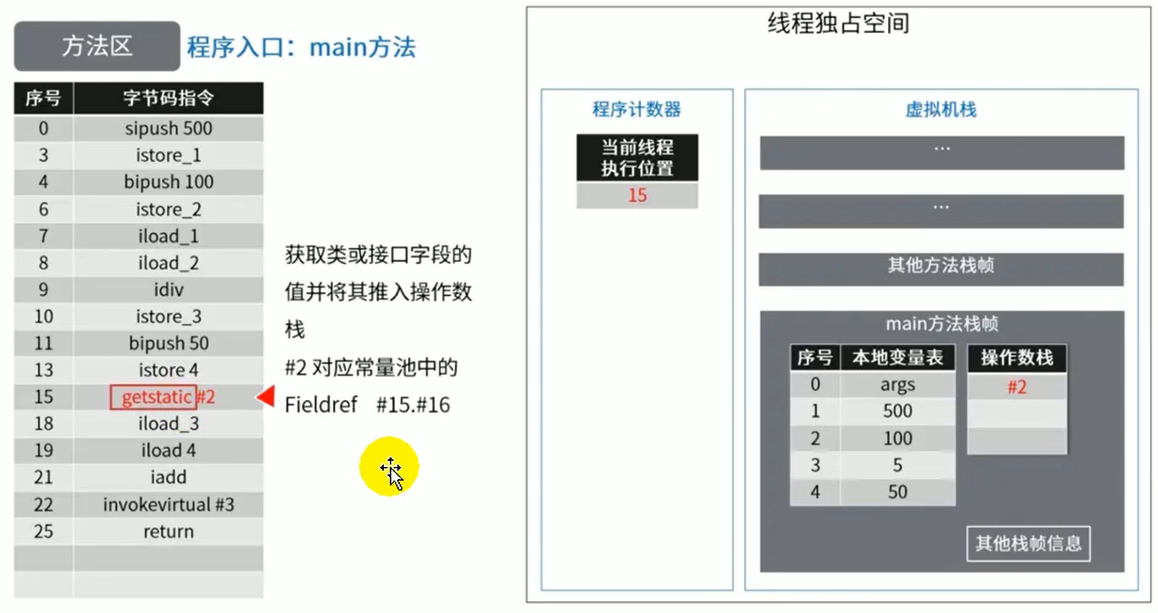 方法区
程序入口：main方法
序号 字节码指令
0 sipush 500
3 istore_1
4 bipush 100
6 istore_2
7 iload_1
8 iload_2
9 idiv
10 istore_3
11 bipush 50
13 istore 4
15 getstatic #2
18 iload_3
19 iload 4
21 iadd
22 invokevirtual #3
25 return
获取类或接口字段的
值并将其推入操作数
栈
#2 对应常量池中的
Fieldref #15.#16
线程独占空间
程序计数器
当前线程
执行位置
15
虚拟机栈
...
...
其他方法栈帧
main方法栈帧
序号 本地变量表
0 args
1 500
2 100
3 5
4 50
操作数栈
#2
其他栈帧信息